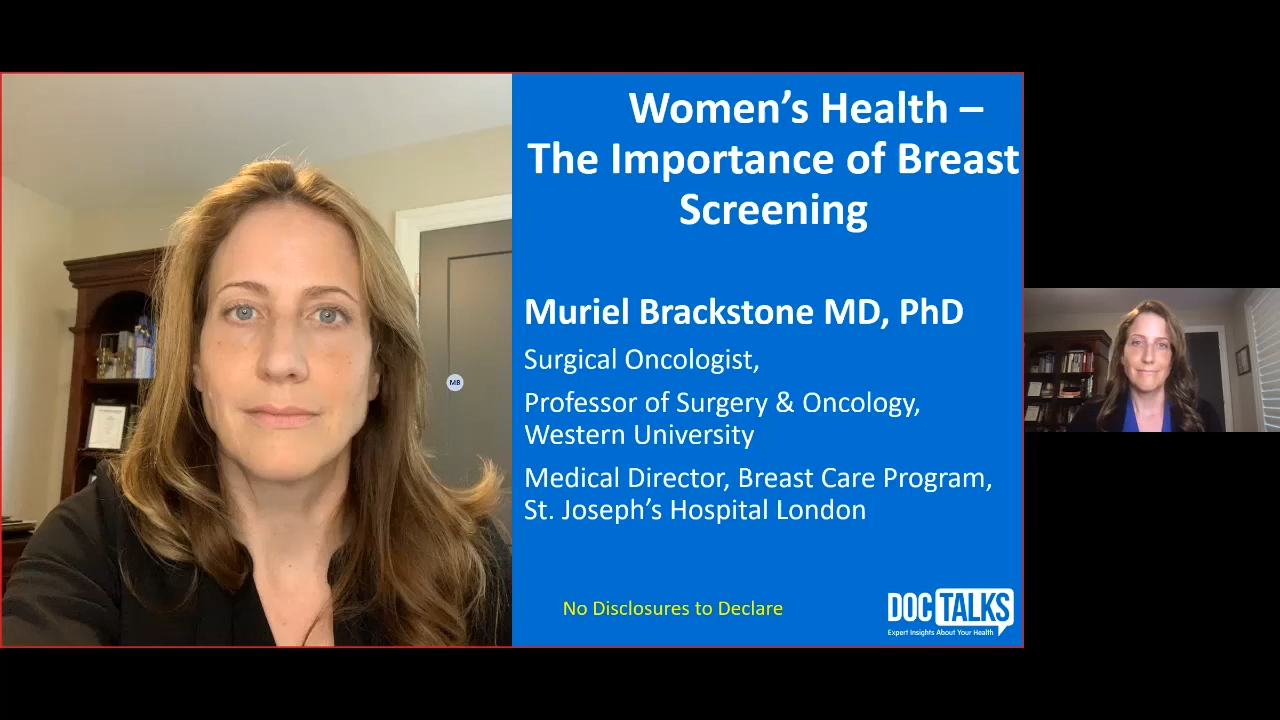 Women’s Health –
The Importance of Breast
Screening
Muriel Brackstone MD, PhD
Surgical Oncologist,
Professor of Surgery & Oncology,
Western University
Medical Director, Breast Care Program,
St. Joseph’s Hospital London
MB
No Disclosures to Declare
DOC TALKS
Expert Insights About Your Health